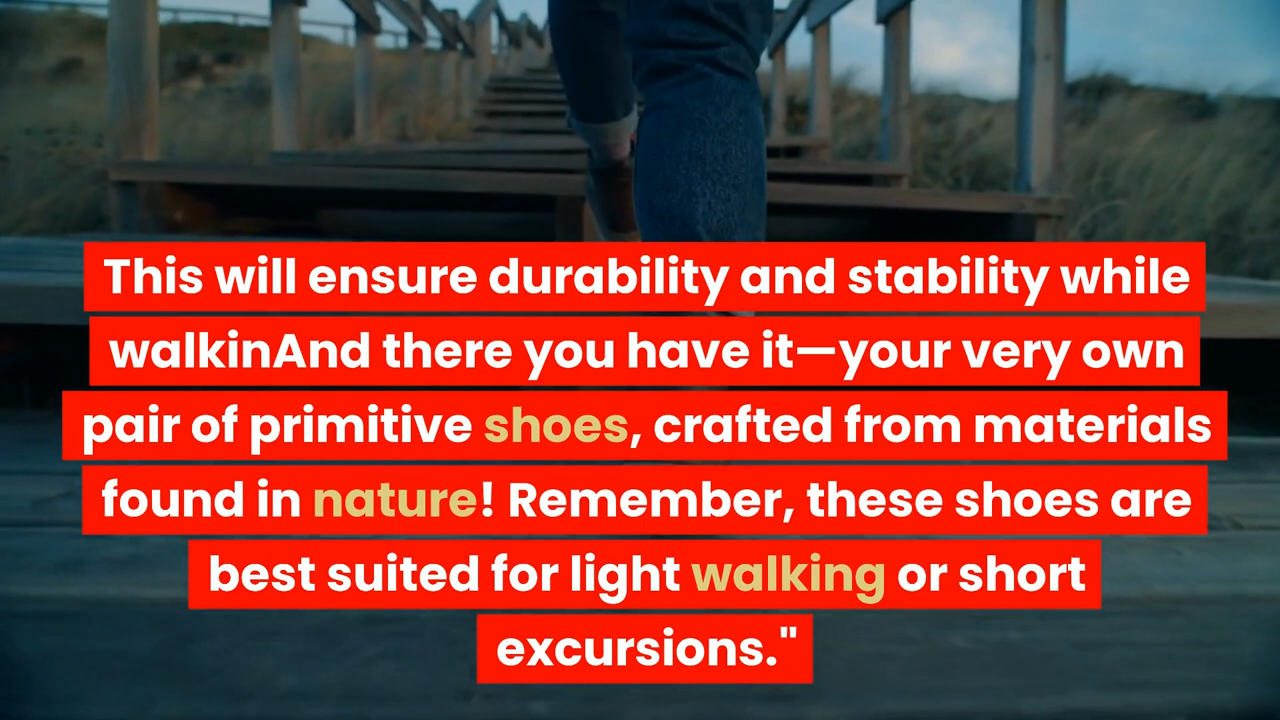 This will ensure durability and stability while
walkinAnd there you have it—your very own
pair of primitive shoes, crafted from materials
found in nature! Remember, these shoes are
best suited for light walking or short
excursions."